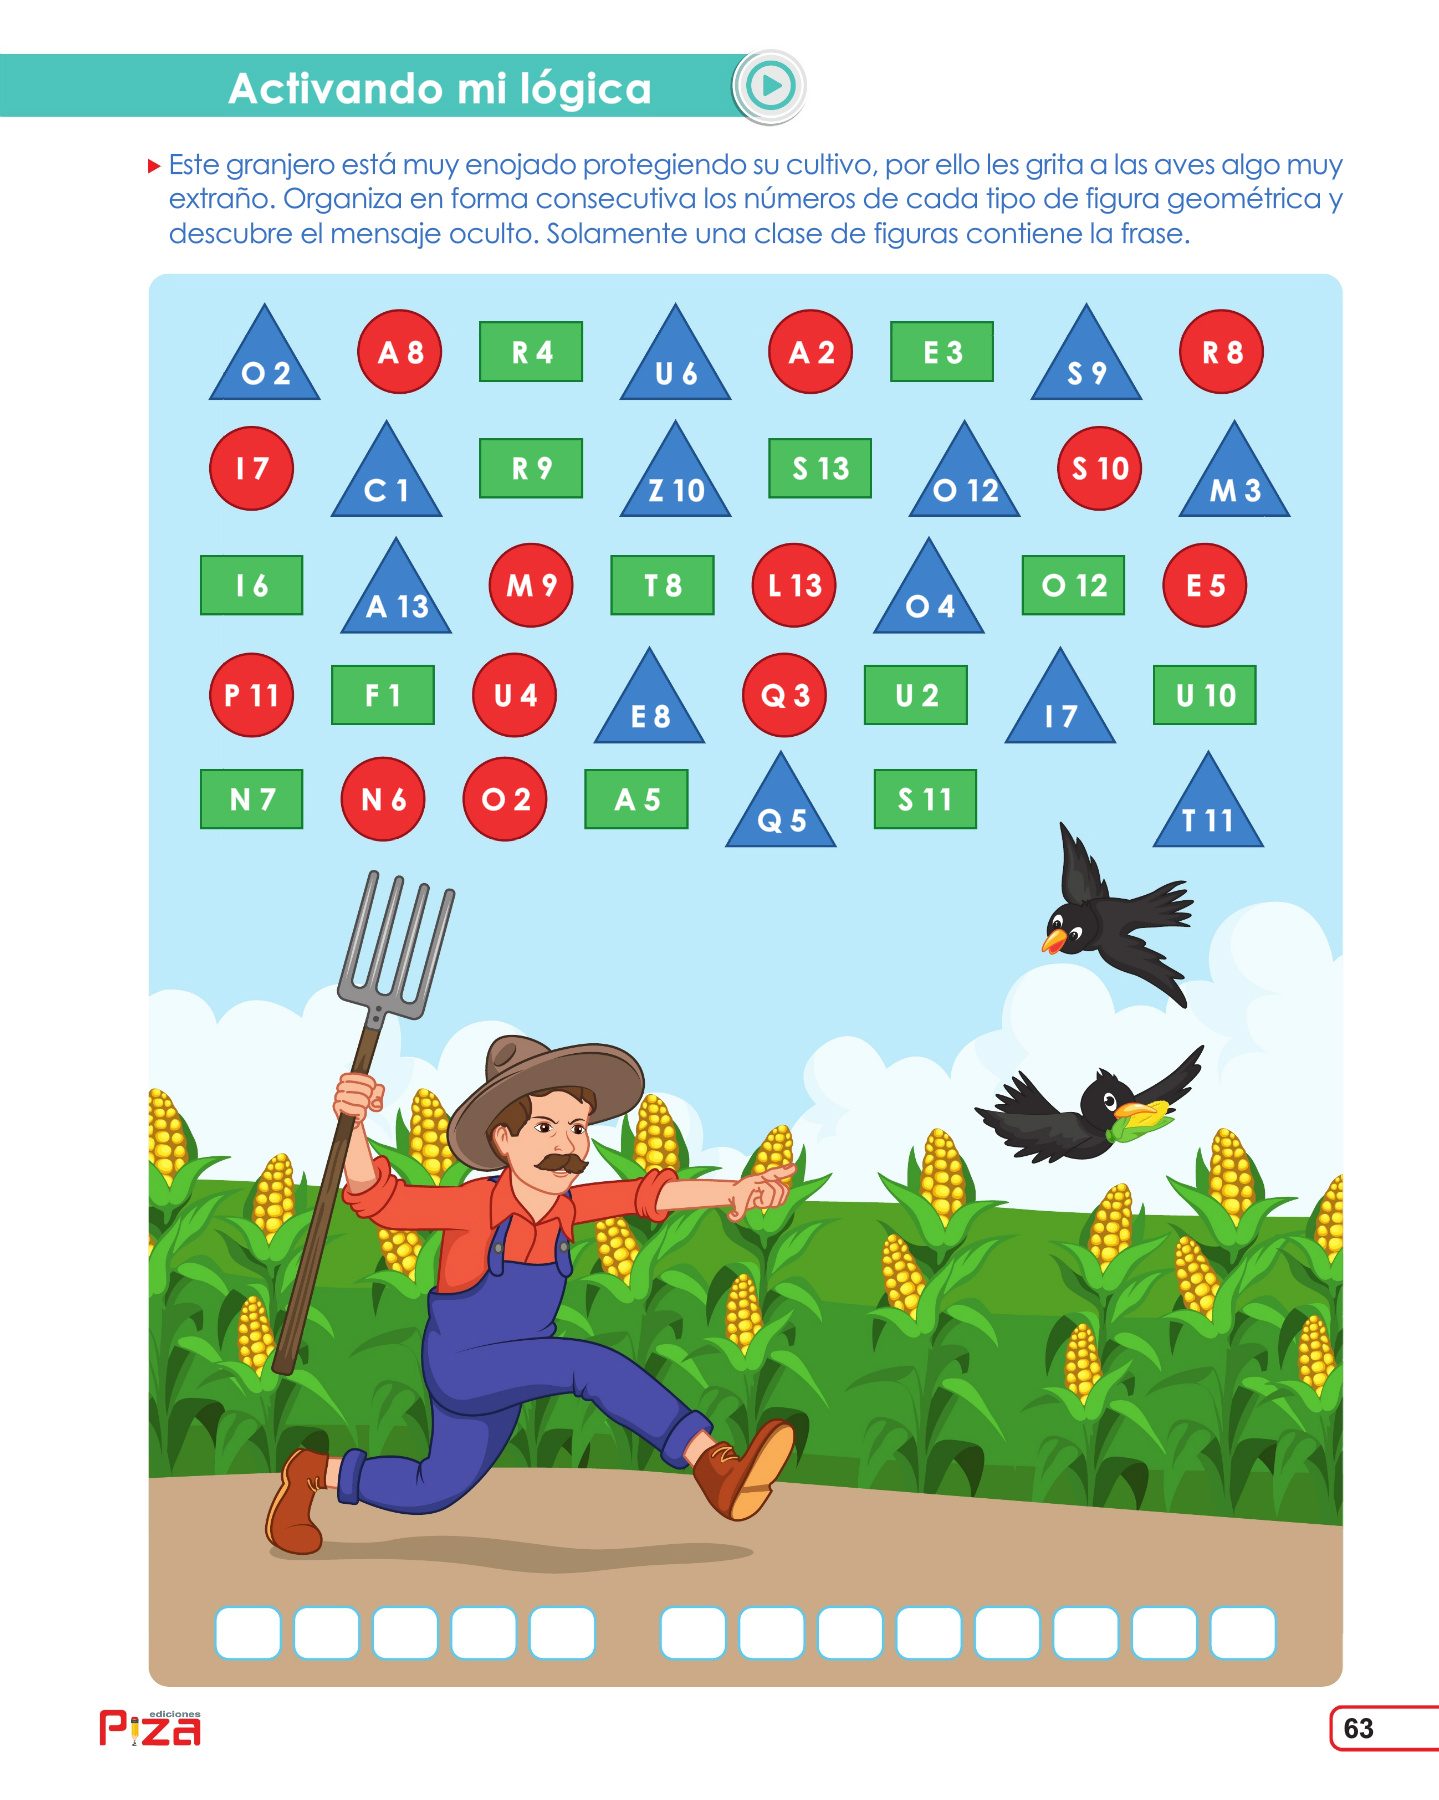 Activando mi lógica
Este granjero está muy enojado protegiendo su cultivo, por ello les grita a las aves algo muy
extraño. Organiza en forma consecutiva los números de cada tipo de figura geométrica y
descubre el mensaje oculto. Solamente una clase de figuras contiene la frase.
O 2 A 8 R 4 U 6 A 2 E 3 S 9 R 8
I 7 C 1 R 9 Z 10 S 13 O 12 S 10 M 3
I 6 A 13 M 9 T 8 L 13 O 4 O 12 E 5
P 11 F 1 U 4 E 8 Q 3 U 2 I 7 U 10
N 7 N 6 O 2 A 5 Q 5 S 11 T 11
ediciones
Piza
63